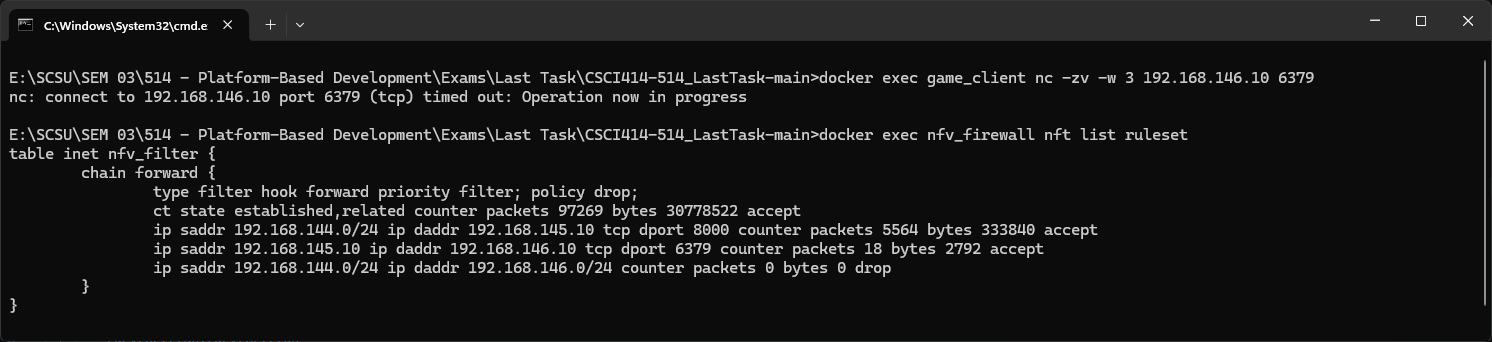 C:\Windows\System32\cmd.e
E:\SCSU\SEM 03\514 - Platform-Based Development\Exams\Last Task\CSCI414-514_LastTask-main>docker exec game_client nc -zv -w 3 192.168.146.10 6379
nc: connect to 192.168.146.10 port 6379 (tcp) timed out: Operation now in progress
E:\SCSU\SEM 03\514 - Platform-Based Development\Exams\Last Task\CSCI414-514_LastTask-main>docker exec nfv_firewall nft list ruleset
table inet nfv_filter {
chain forward {
type filter hook forward priority filter; policy drop;
ct state established,related counter packets 97269 bytes 30778522 accept
ip saddr 192.168.144.0/24 ip daddr 192.168.145.10 tcp dport 8000 counter packets 5564 bytes 333840 accept
ip saddr 192.168.145.10 ip daddr 192.168.146.10 tcp dport 6379 counter packets 18 bytes 2792 accept
ip saddr 192.168.144.0/24 ip daddr 192.168.146.0/24 counter packets 0 bytes 0 drop
}
}